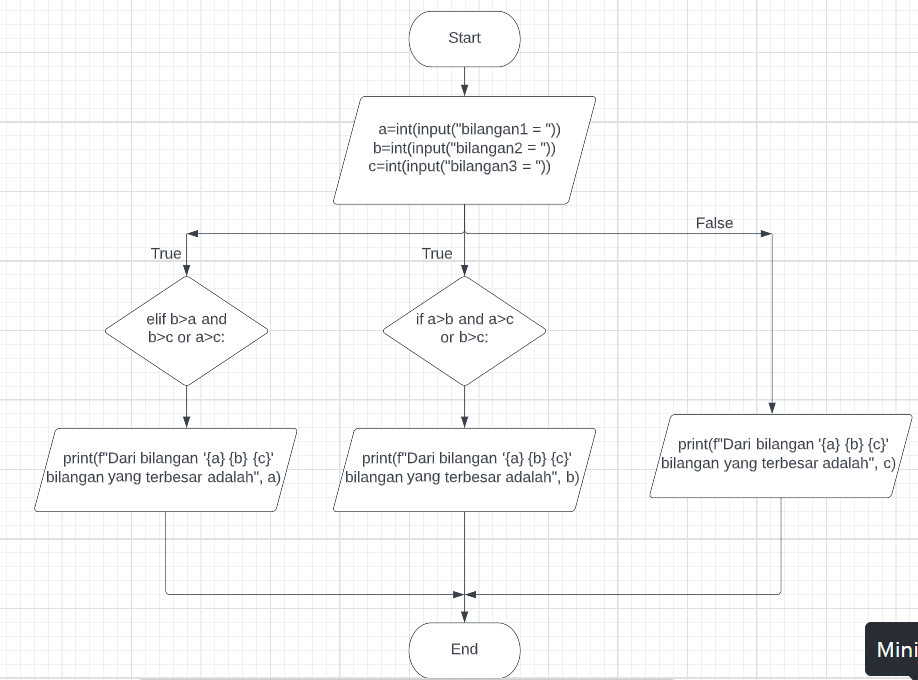 Start
a=int(input("bilangan1 = "))
b=int(input("bilangan2 = "))
c=int(input("bilangan3 = "))
False
True
True
elif b>a and
b>c or a>c:
if a>b and a>c
or b>c:
print(f"Dari bilangan '{a} {b} {c}'
bilangan yang terbesar adalah", a)
print(f"Dari bilangan '{a} {b} {c}'
bilangan yang terbesar adalah", b)
print(f"Dari bilangan '{a} {b} {c}'
bilangan yang terbesar adalah", c)
End
Mini